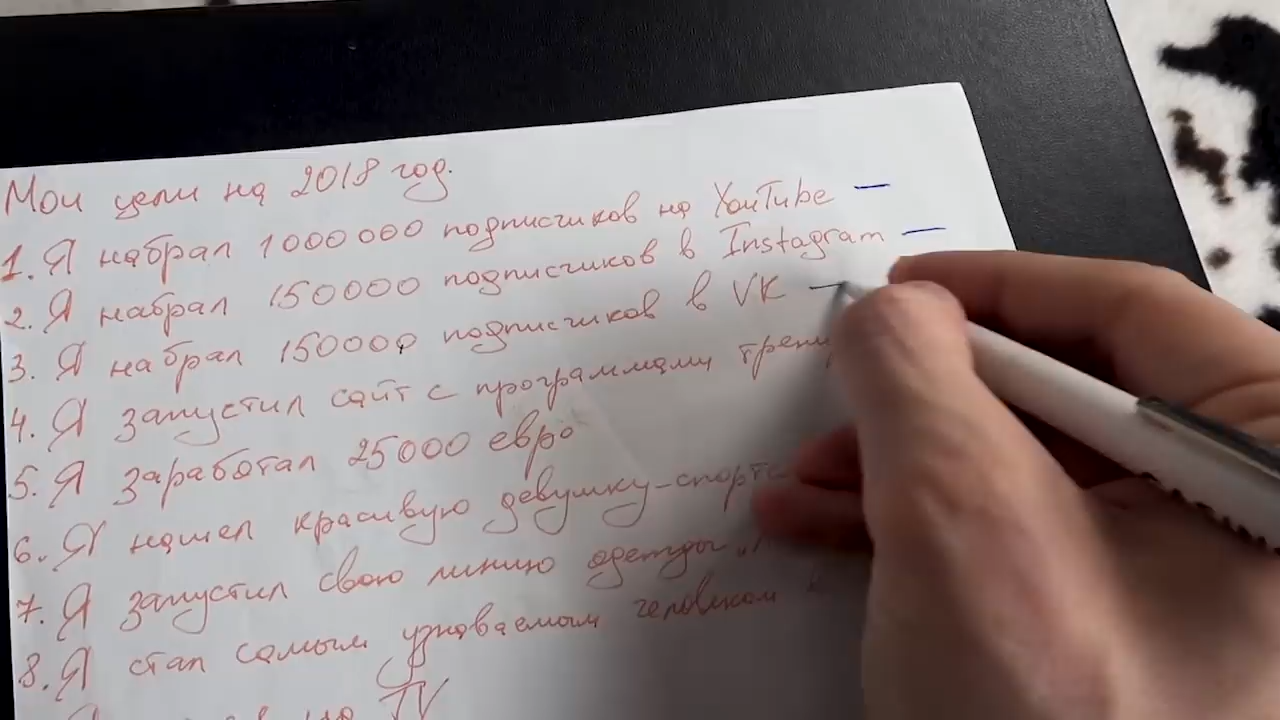 Мои цели на 2018 год.
1. Я набрал 1000000 подписчиков на YouTube —
2. Я набрал 150000 подписчиков в Instagram —
3. Я набрал 150000 подписчиков в VK —
4. Я запустил сайт с программами
5. Я заработал 25000 евро
6. Я нашел красивую девушку-
7. Я запустил свою линию одежды
8. Я стал самым узнаваемым человеком
на TV